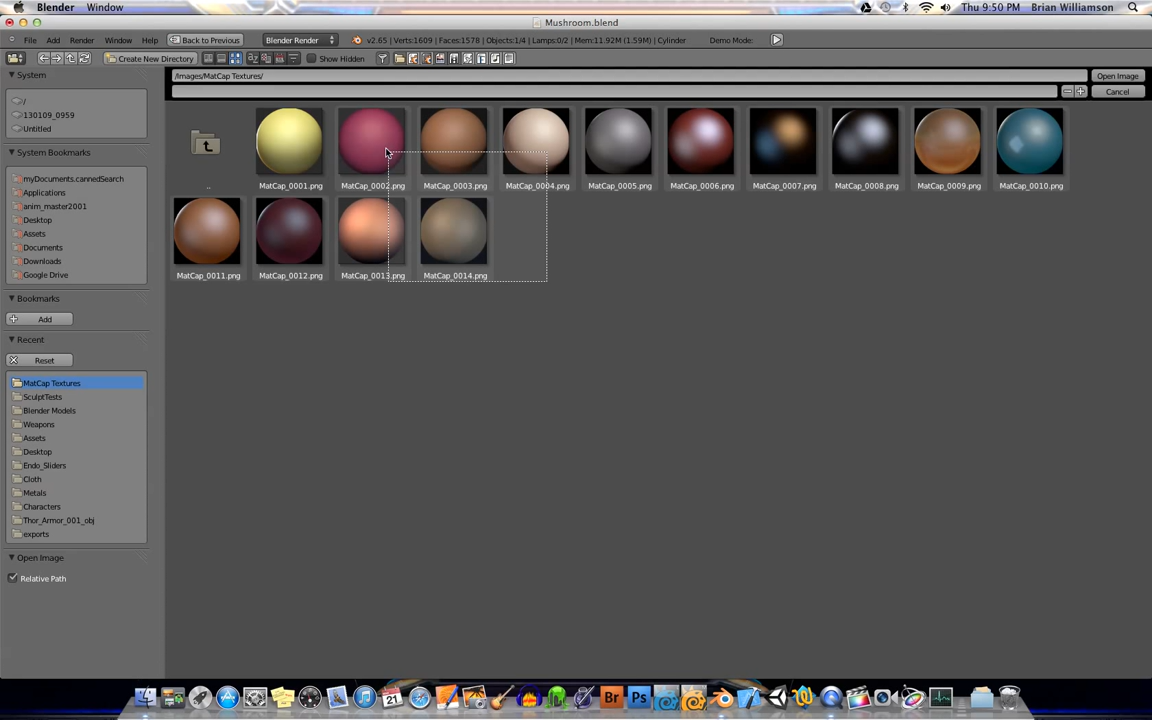 Blender Window Thu 9:50 PM Brian Williamson
Mushroom.blend
File Add Render Window Help Back to Previous Blender Render v2.65 | Verts:1609 | Faces:1578 | Objects:1/4 | Lamps:0/2 | Mem:11.92M (1.59M) | Cylinder Demo Mode:
Create New Directory Show Hidden
System
/Images/MatCap Textures/ Open Image
Cancel
/
130109_0959
Untitled
System Bookmarks
myDocuments.cannedSearch
Applications
anim_master2001
Desktop
Assets
Documents
Downloads
Google Drive
Bookmarks
Add
Recent
Reset
MatCap Textures
SculptTests
Blender Models
Weapons
Assets
Desktop
Endo_Sliders
Cloth
Metals
Characters
Thor_Armor_001_obj
exports
Open Image
Relative Path
.. MatCap_0001.png MatCap_0002.png MatCap_0003.png MatCap_0004.png MatCap_0005.png MatCap_0006.png MatCap_0007.png MatCap_0008.png MatCap_0009.png MatCap_0010.png
MatCap_0011.png MatCap_0012.png MatCap_0013.png MatCap_0014.png
21 Br Ps